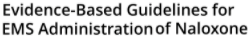 Evidence-Based Guidelines for
EMS Administration of Naloxone